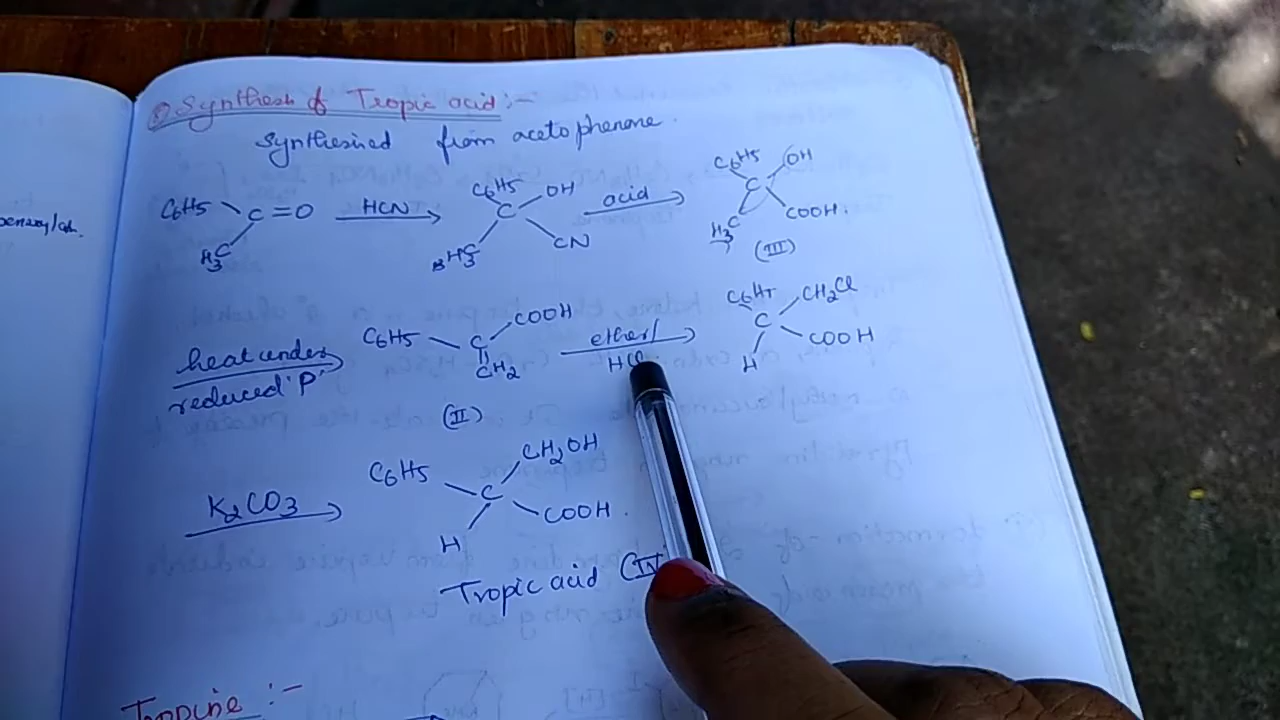 Synthesis of Tropic acid :-
Synthesized from acetophenone.
C6H5 C=O H3C HCN C6H5 OH C H3C CN acid C6H5 OH C H3C COOH.
(III)
heat under reduced 'P' C6H5 C COOH CH2 ether/ HCl C6H5 CH2Cl C COOH H
(II)
K2CO3 C6H5 C CH2OH COOH. H
Tropic acid (IV
Tropine :-